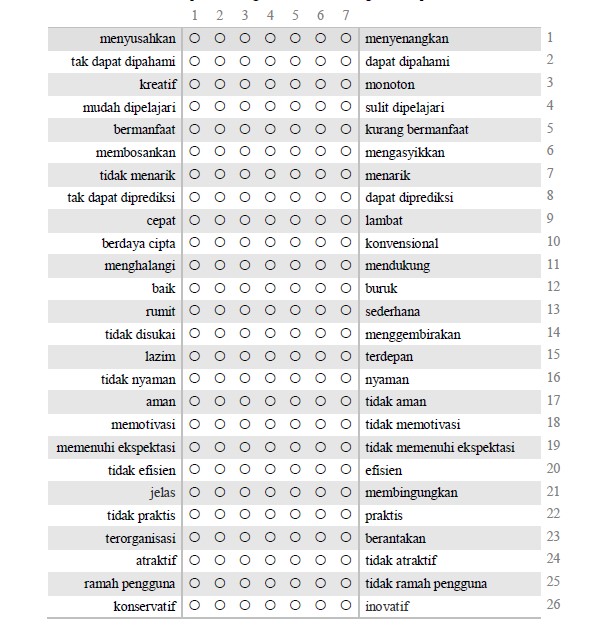 1 2 3 4 5 6 7
menyusahkan menyenangkan 1
tak dapat dipahami dapat dipahami 2
kreatif monoton 3
mudah dipelajari sulit dipelajari 4
bermanfaat kurang bermanfaat 5
membosankan mengasyikkan 6
tidak menarik menarik 7
tak dapat diprediksi dapat diprediksi 8
cepat lambat 9
berdaya cipta konvensional 10
menghalangi mendukung 11
baik buruk 12
rumit sederhana 13
tidak disukai menggembirakan 14
lazim terdepan 15
tidak nyaman nyaman 16
aman tidak aman 17
memotivasi tidak memotivasi 18
memenuhi ekspektasi tidak memenuhi ekspektasi 19
tidak efisien efisien 20
jelas membingungkan 21
tidak praktis praktis 22
terorganisasi berantakan 23
atraktif tidak atraktif 24
ramah pengguna tidak ramah pengguna 25
konservatif inovatif 26